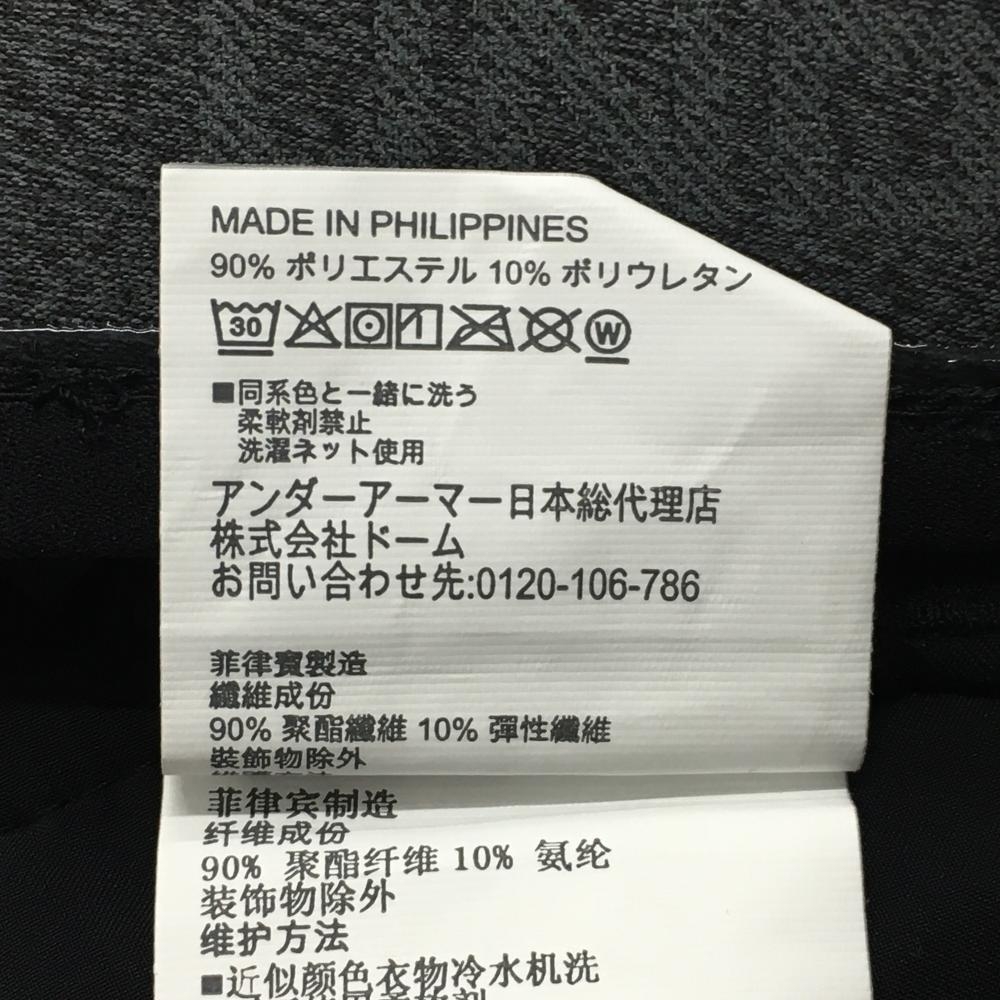 MADE IN PHILIPPINES
90% ポリエステル 10% ポリウレタン
30 W
■同系色と一緒に洗う
柔軟剤禁止
洗濯ネット使用
アンダーアーマー日本総代理店
株式会社ドーム
お問い合わせ先:0120-106-786
菲律賓製造
纖維成份
90% 聚酯纖維 10% 彈性纖維
裝飾物除外
菲律宾制造
纤维成份
90% 聚酯纤维 10% 氨纶
装饰物除外
维护方法
■近似颜色衣物冷水机洗